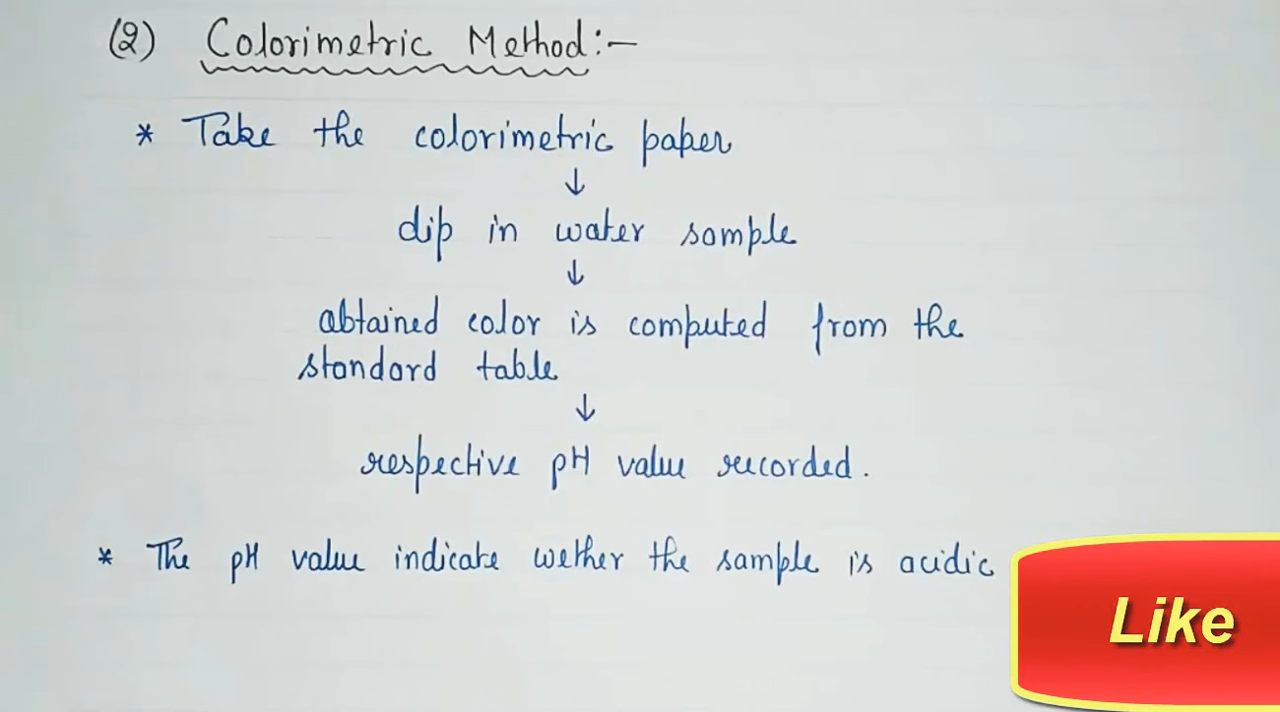 (2) Colorimetric Method:-
* Take the colorimetric paper
↓
dip in water sample
↓
obtained color is computed from the
standard table
↓
respective pH value recorded.
* The pH value indicate wether the sample is acidic
Like